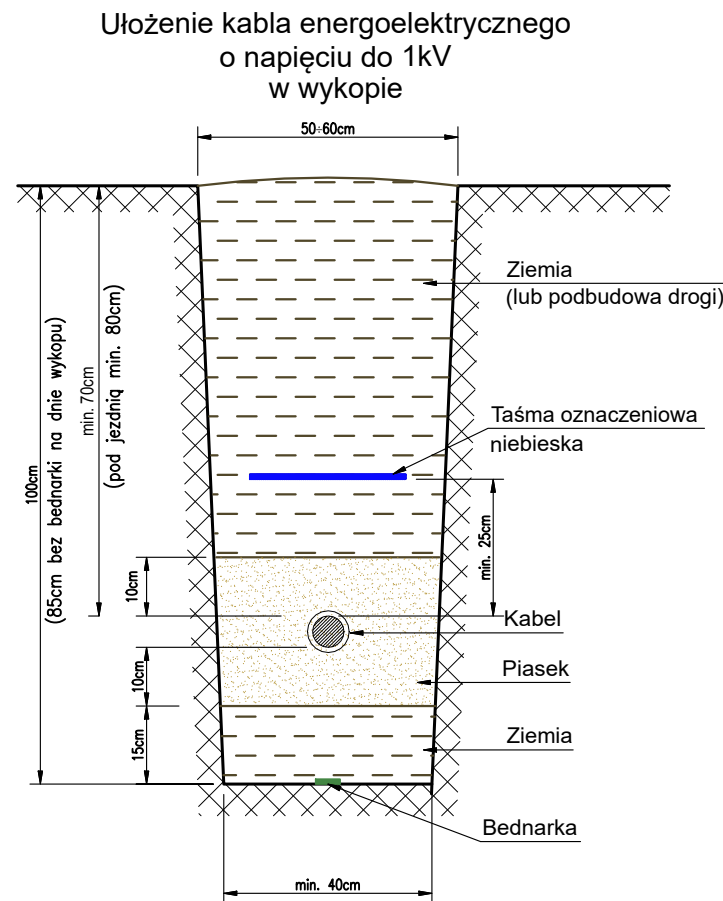 Ułożenie kabla energoelektrycznego
o napięciu do 1kV
w wykopie
50÷60cm
Ziemia
(lub podbudowa drogi)
Taśma oznaczeniowa
niebieska
100cm
(85cm bez bednarki na dnie wykopu)
min. 70cm
(pod jezdnią min. 80cm)
min. 25cm
10cm
Kabel
10cm
Piasek
15cm
Ziemia
Bednarka
min. 40cm